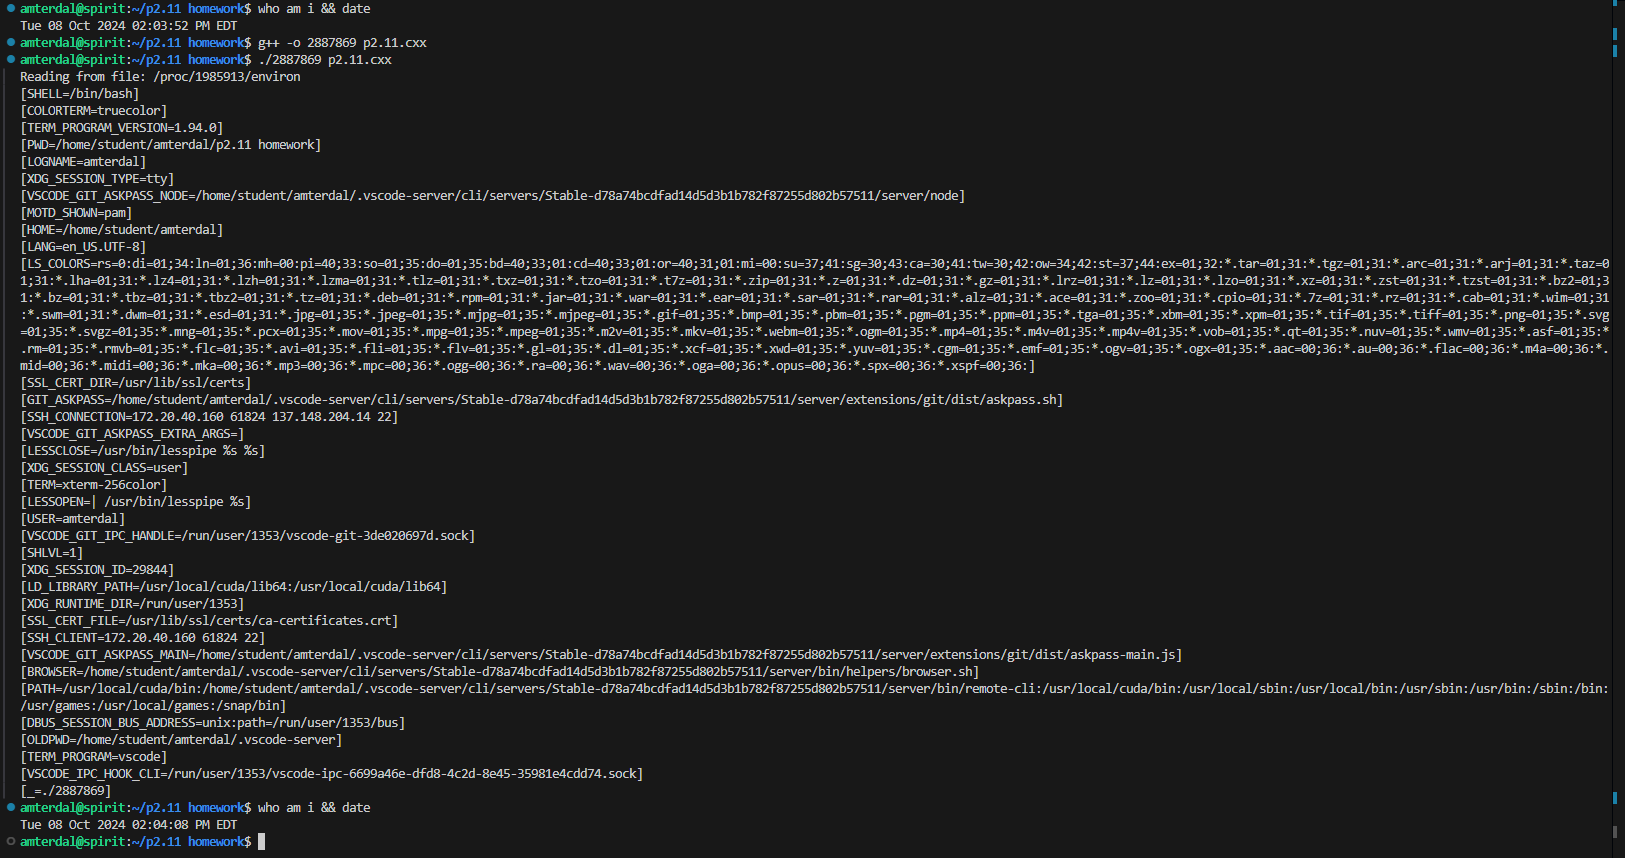 amterdal@spirit:~/p2.11 homework$ who am i && date
Tue 08 Oct 2024 02:03:52 PM EDT
amterdal@spirit:~/p2.11 homework$ g++ -o 2887869 p2.11.cxx
amterdal@spirit:~/p2.11 homework$ ./2887869 p2.11.cxx
Reading from file: /proc/1985913/environ
[SHELL=/bin/bash]
[COLORTERM=truecolor]
[TERM_PROGRAM_VERSION=1.94.0]
[PWD=/home/student/amterdal/p2.11 homework]
[LOGNAME=amterdal]
[XDG_SESSION_TYPE=tty]
[VSCODE_GIT_ASKPASS_NODE=/home/student/amterdal/.vscode-server/cli/servers/Stable-d78a74bcdfad14d5d3b1b782f87255d802b57511/server/node]
[MOTD_SHOWN=pam]
[HOME=/home/student/amterdal]
[LANG=en_US.UTF-8]
[LS_COLORS=rs=0:di=01;34:ln=01;36:mh=00:pi=40;33:so=01;35:do=01;35:bd=40;33;01:cd=40;33;01:or=40;31;01:mi=00:su=37;41:sg=30;43:ca=30;41:tw=30;42:ow=34;42:st=37;44:ex=01;32:*.tar=01;31:*.tgz=01;31:*.arc=01;31:*.arj=01;31:*.taz=0
1;31:*.lha=01;31:*.lz4=01;31:*.lzh=01;31:*.lzma=01;31:*.tlz=01;31:*.txz=01;31:*.tzo=01;31:*.t7z=01;31:*.zip=01;31:*.z=01;31:*.dz=01;31:*.gz=01;31:*.lrz=01;31:*.lz=01;31:*.lzo=01;31:*.xz=01;31:*.zst=01;31:*.tzst=01;31:*.bz2=01;3
1:*.bz=01;31:*.tbz=01;31:*.tbz2=01;31:*.tz=01;31:*.deb=01;31:*.rpm=01;31:*.jar=01;31:*.war=01;31:*.ear=01;31:*.sar=01;31:*.rar=01;31:*.alz=01;31:*.ace=01;31:*.zoo=01;31:*.cpio=01;31:*.7z=01;31:*.rz=01;31:*.cab=01;31:*.wim=01;31
:*.swm=01;31:*.dwm=01;31:*.esd=01;31:*.jpg=01;35:*.jpeg=01;35:*.mjpg=01;35:*.mjpeg=01;35:*.gif=01;35:*.bmp=01;35:*.pbm=01;35:*.pgm=01;35:*.ppm=01;35:*.tga=01;35:*.xbm=01;35:*.xpm=01;35:*.tif=01;35:*.tiff=01;35:*.png=01;35:*.svg
=01;35:*.svgz=01;35:*.mng=01;35:*.pcx=01;35:*.mov=01;35:*.mpg=01;35:*.mpeg=01;35:*.m2v=01;35:*.mkv=01;35:*.webm=01;35:*.ogm=01;35:*.mp4=01;35:*.m4v=01;35:*.mp4v=01;35:*.vob=01;35:*.qt=01;35:*.nuv=01;35:*.wmv=01;35:*.asf=01;35:*
.rm=01;35:*.rmvb=01;35:*.flc=01;35:*.avi=01;35:*.fli=01;35:*.flv=01;35:*.gl=01;35:*.dl=01;35:*.xcf=01;35:*.xwd=01;35:*.yuv=01;35:*.cgm=01;35:*.emf=01;35:*.ogv=01;35:*.ogx=01;35:*.aac=00;36:*.au=00;36:*.flac=00;36:*.m4a=00;36:*.
mid=00;36:*.midi=00;36:*.mka=00;36:*.mp3=00;36:*.mpc=00;36:*.ogg=00;36:*.ra=00;36:*.wav=00;36:*.oga=00;36:*.opus=00;36:*.spx=00;36:*.xspf=00;36:]
[SSL_CERT_DIR=/usr/lib/ssl/certs]
[GIT_ASKPASS=/home/student/amterdal/.vscode-server/cli/servers/Stable-d78a74bcdfad14d5d3b1b782f87255d802b57511/server/extensions/git/dist/askpass.sh]
[SSH_CONNECTION=172.20.40.160 61824 137.148.204.14 22]
[VSCODE_GIT_ASKPASS_EXTRA_ARGS=]
[LESSCLOSE=/usr/bin/lesspipe %s %s]
[XDG_SESSION_CLASS=user]
[TERM=xterm-256color]
[LESSOPEN=| /usr/bin/lesspipe %s]
[USER=amterdal]
[VSCODE_GIT_IPC_HANDLE=/run/user/1353/vscode-git-3de020697d.sock]
[SHLVL=1]
[XDG_SESSION_ID=29844]
[LD_LIBRARY_PATH=/usr/local/cuda/lib64:/usr/local/cuda/lib64]
[XDG_RUNTIME_DIR=/run/user/1353]
[SSL_CERT_FILE=/usr/lib/ssl/certs/ca-certificates.crt]
[SSH_CLIENT=172.20.40.160 61824 22]
[VSCODE_GIT_ASKPASS_MAIN=/home/student/amterdal/.vscode-server/cli/servers/Stable-d78a74bcdfad14d5d3b1b782f87255d802b57511/server/extensions/git/dist/askpass-main.js]
[BROWSER=/home/student/amterdal/.vscode-server/cli/servers/Stable-d78a74bcdfad14d5d3b1b782f87255d802b57511/server/bin/helpers/browser.sh]
[PATH=/usr/local/cuda/bin:/home/student/amterdal/.vscode-server/cli/servers/Stable-d78a74bcdfad14d5d3b1b782f87255d802b57511/server/bin/remote-cli:/usr/local/cuda/bin:/usr/local/sbin:/usr/local/bin:/usr/sbin:/usr/bin:/sbin:/bin:
/usr/games:/usr/local/games:/snap/bin]
[DBUS_SESSION_BUS_ADDRESS=unix:path=/run/user/1353/bus]
[OLDPWD=/home/student/amterdal/.vscode-server]
[TERM_PROGRAM=vscode]
[VSCODE_IPC_HOOK_CLI=/run/user/1353/vscode-ipc-6699a46e-dfd8-4c2d-8e45-35981e4cdd74.sock]
[_=./2887869]
amterdal@spirit:~/p2.11 homework$ who am i && date
Tue 08 Oct 2024 02:04:08 PM EDT
amterdal@spirit:~/p2.11 homework$